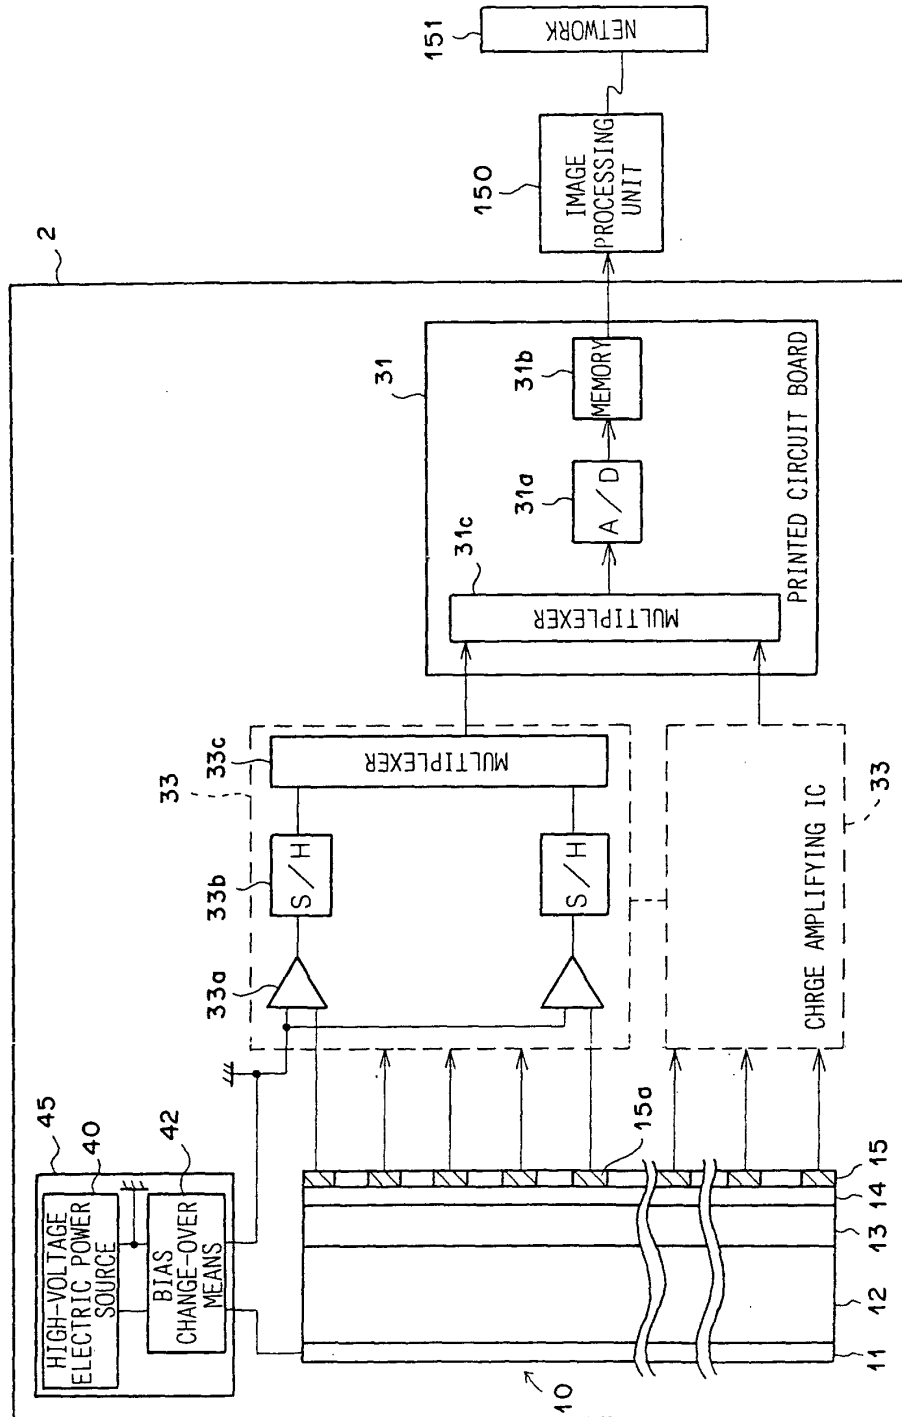 2
45
40
HIGH-VOLTAGE
ELECTRIC POWER
SOURCE
42
BIAS
CHANGE-OVER
MEANS
10
11
12
13
14
15
15a
33
33a
33b
S/H
S/H
33c
MULTIPLEXER
CHRGE AMPLIFYING IC
33
31
31c
MULTIPLEXER
31a
A/D
31b
MEMORY
PRINTED CIRCUIT BOARD
150
IMAGE
PROCESSING
UNIT
151
NETWORK